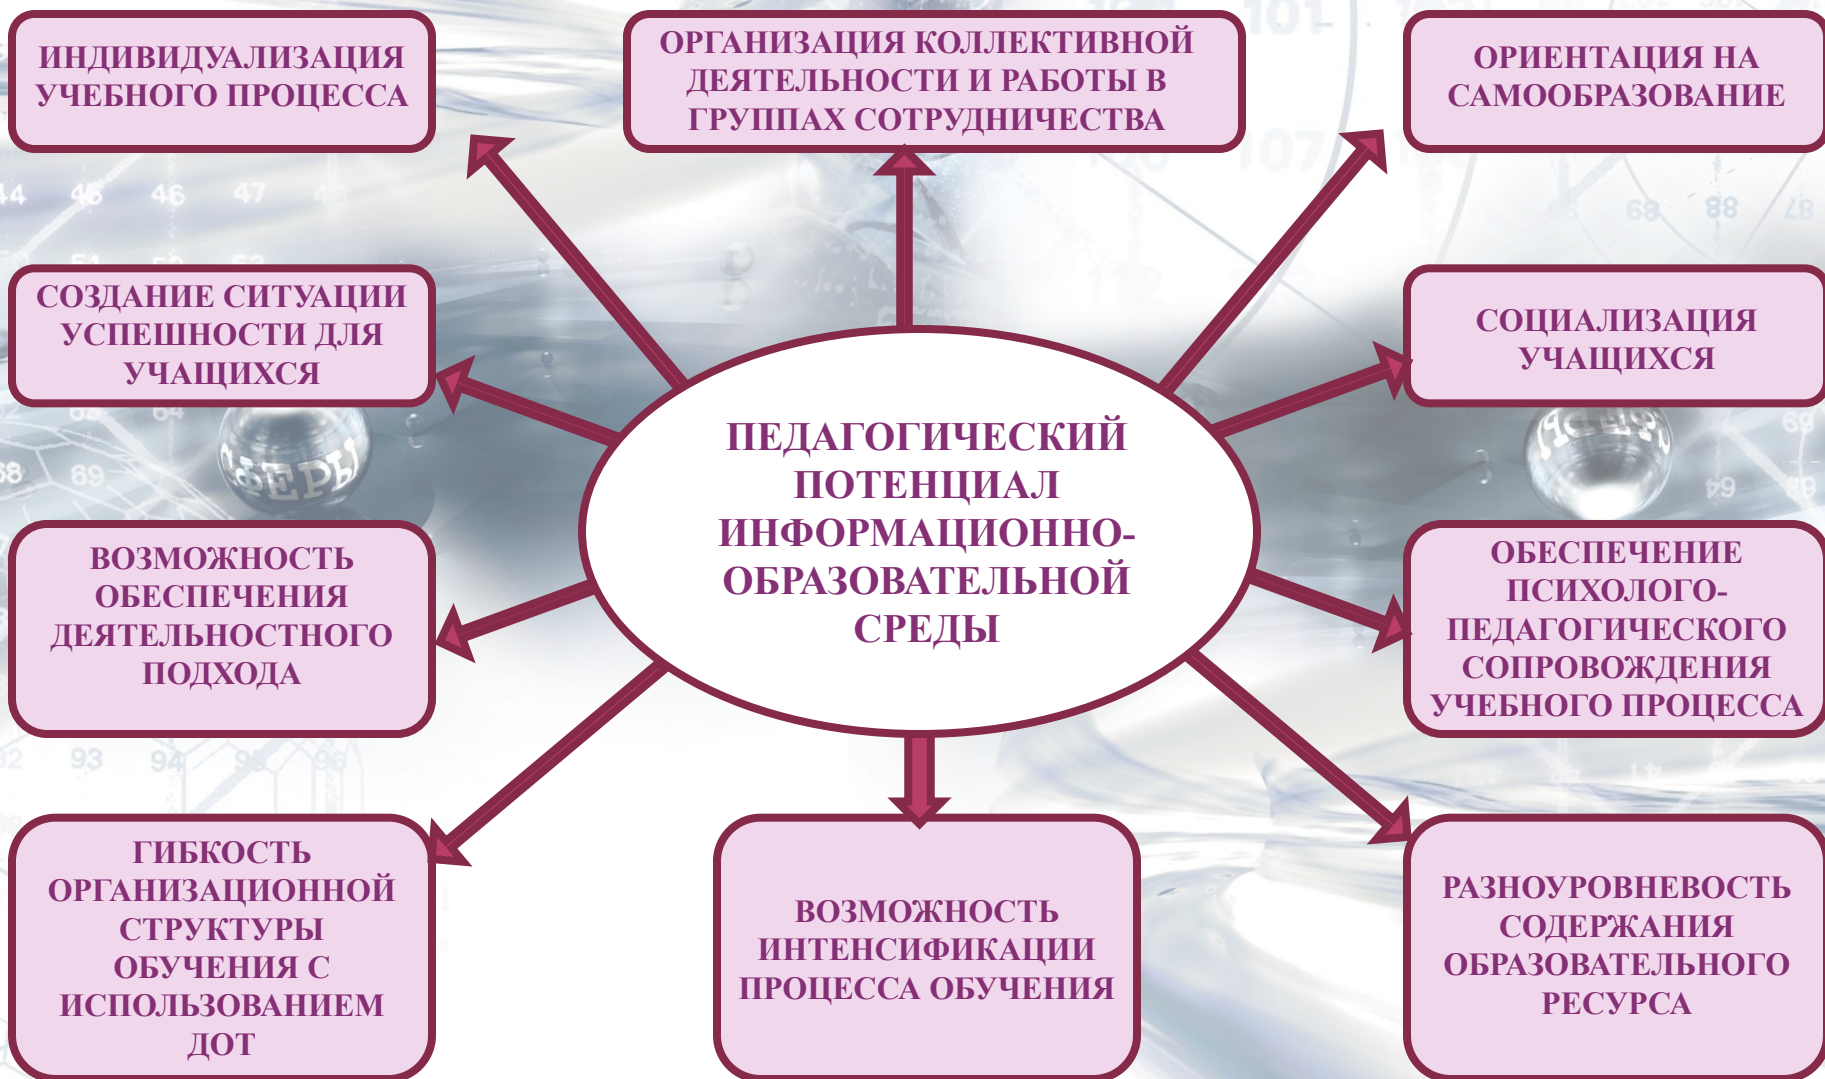 ИНДИВИДУАЛИЗАЦИЯ
УЧЕБНОГО ПРОЦЕССА
ОРГАНИЗАЦИЯ КОЛЛЕКТИВНОЙ
ДЕЯТЕЛЬНОСТИ И РАБОТЫ В
ГРУППАХ СОТРУДНИЧЕСТВА
ОРИЕНТАЦИЯ НА
САМООБРАЗОВАНИЕ
СОЗДАНИЕ СИТУАЦИИ
УСПЕШНОСТИ ДЛЯ
УЧАЩИХСЯ
СОЦИАЛИЗАЦИЯ
УЧАЩИХСЯ
ПЕДАГОГИЧЕСКИЙ
ПОТЕНЦИАЛ
ИНФОРМАЦИОННО-
ОБРАЗОВАТЕЛЬНОЙ
СРЕДЫ
ВОЗМОЖНОСТЬ
ОБЕСПЕЧЕНИЯ
ДЕЯТЕЛЬНОСТНОГО
ПОДХОДА
ОБЕСПЕЧЕНИЕ
ПСИХОЛОГО-
ПЕДАГОГИЧЕСКОГО
СОПРОВОЖДЕНИЯ
УЧЕБНОГО ПРОЦЕССА
ГИБКОСТЬ
ОРГАНИЗАЦИОННОЙ
СТРУКТУРЫ
ОБУЧЕНИЯ С
ИСПОЛЬЗОВАНИЕМ
ДОТ
ВОЗМОЖНОСТЬ
ИНТЕНСИФИКАЦИИ
ПРОЦЕССА ОБУЧЕНИЯ
РАЗНОУРОВНЕВОСТЬ
СОДЕРЖАНИЯ
ОБРАЗОВАТЕЛЬНОГО
РЕСУРСА